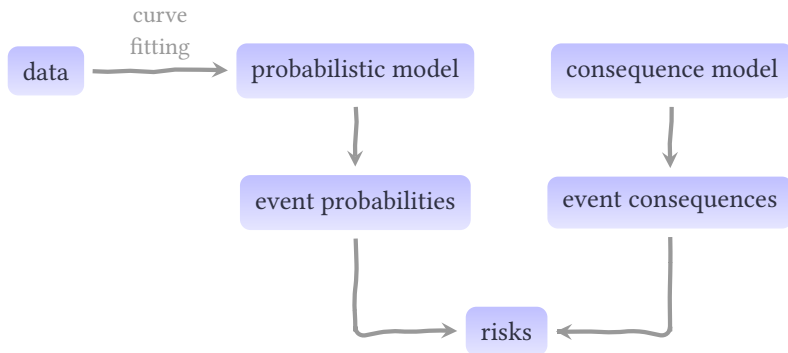 curve
fitting
data
probabilistic model
consequence model
event probabilities
event consequences
risks